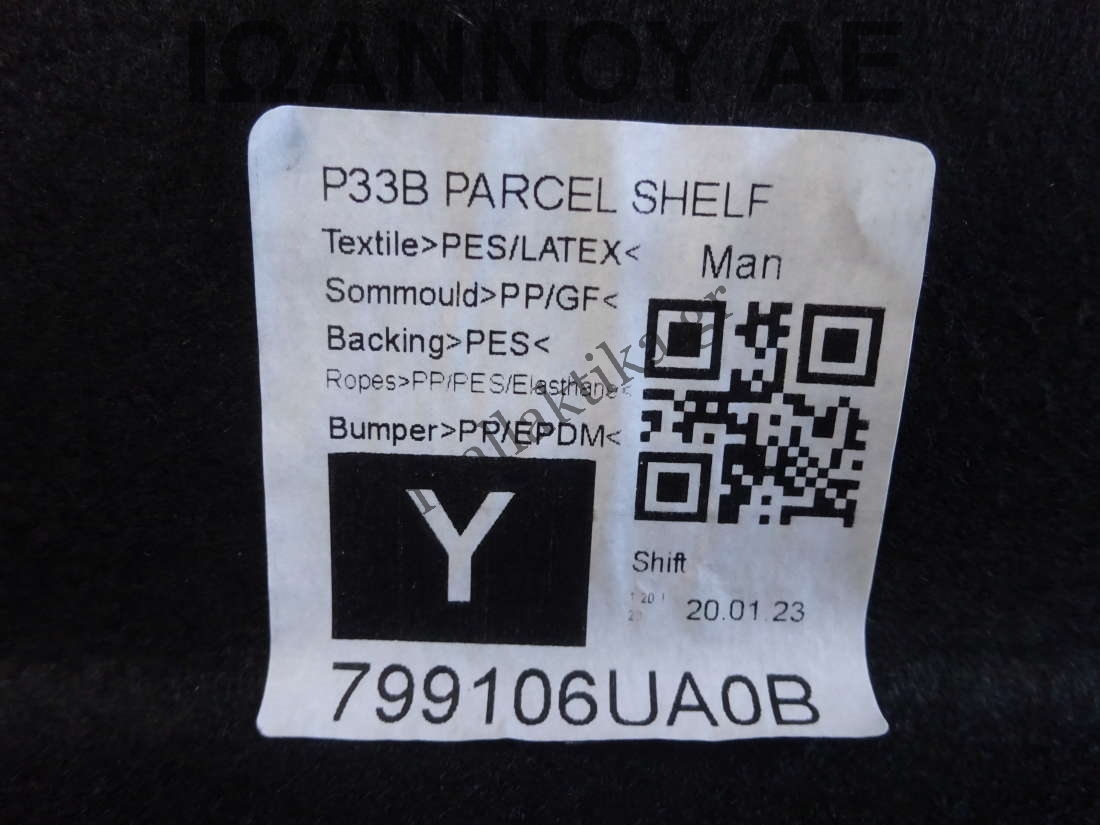 ΙΩΑΝΝΟΥ ΑΕ
P33B PARCEL SHELF
Textile>PES/LATEX<
Man
Sommould>PP/GF<
Backing>PES<
Ropes>PP/PES/Elasthane<
Bumper>PP/EPDM<
Y
Shift
20.01.23
799106UA0B